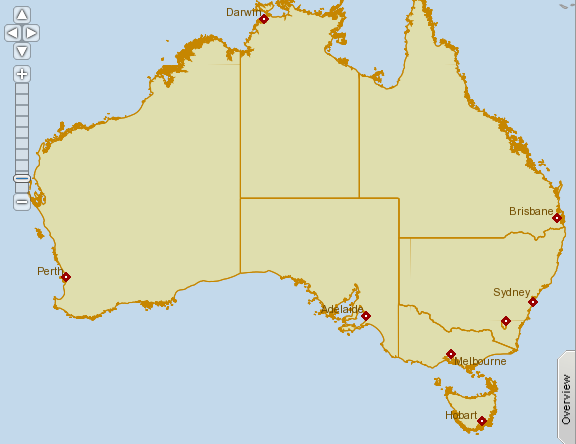 Darwin
Brisbane
Perth
Sydney
Adelaide
Melbourne
Overview
Hobart